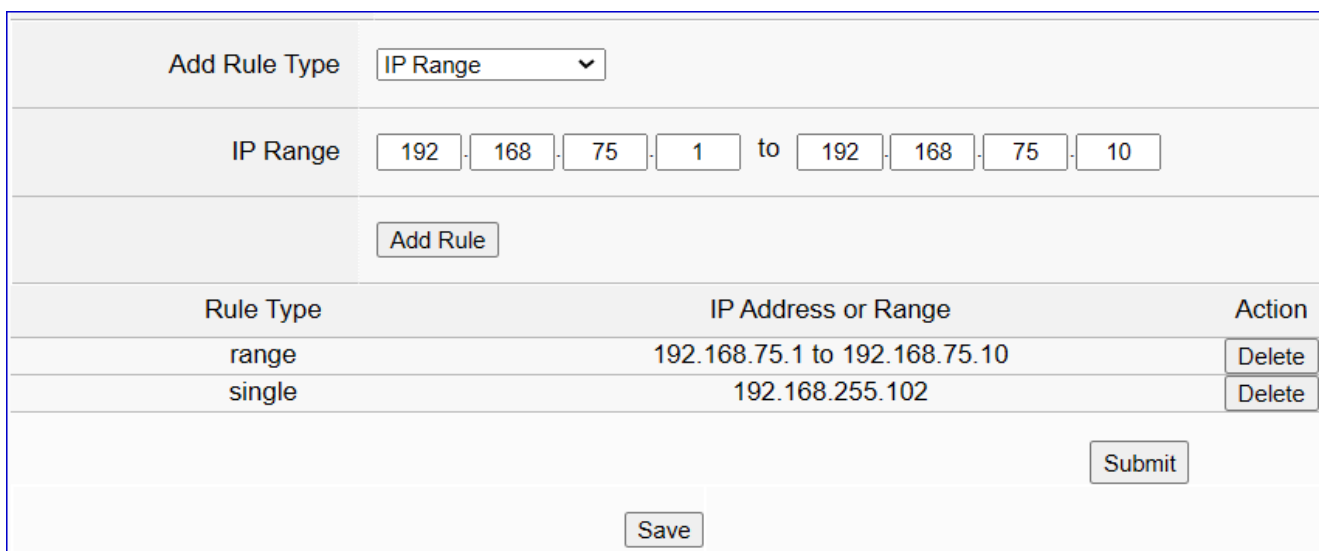 Add Rule Type IP Range
IP Range 192 . 168 . 75 . 1 to 192 . 168 . 75 . 10
Add Rule
Rule Type IP Address or Range Action
range 192.168.75.1 to 192.168.75.10 Delete
single 192.168.255.102 Delete
Submit
Save